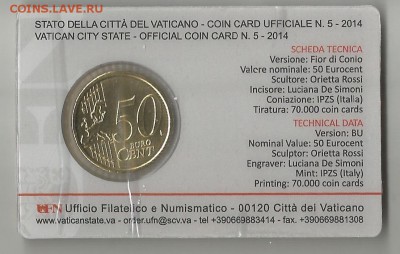 COINS.LAVE.RU
STATO DELLA CITTÀ DEL VATICANO - COIN CARD UFFICIALE N. 5 - 2014
VATICAN CITY STATE - OFFICIAL COIN CARD N. 5 - 2014
SCHEDA TECNICA
Versione: Fior di Conio
Valore nominale: 50 Eurocent
Scultore: Orietta Rossi
Incisore: Luciana De Simoni
Coniazione: IPZS (Italia)
Tiratura: 70.000 coin cards
TECHNICAL DATA
Version: BU
Nominal Value: 50 Eurocent
Sculptor: Orietta Rossi
Engraver: Luciana De Simoni
Mint: IPZS (Italy)
Printing: 70.000 coin cards
50
EURO
CENT
UFN Ufficio Filatelico e Numismatico - 00120 Città del Vaticano
www.vaticanstate.va - order.ufn@scv.va - tel +390669883414 - fax. +390669881308